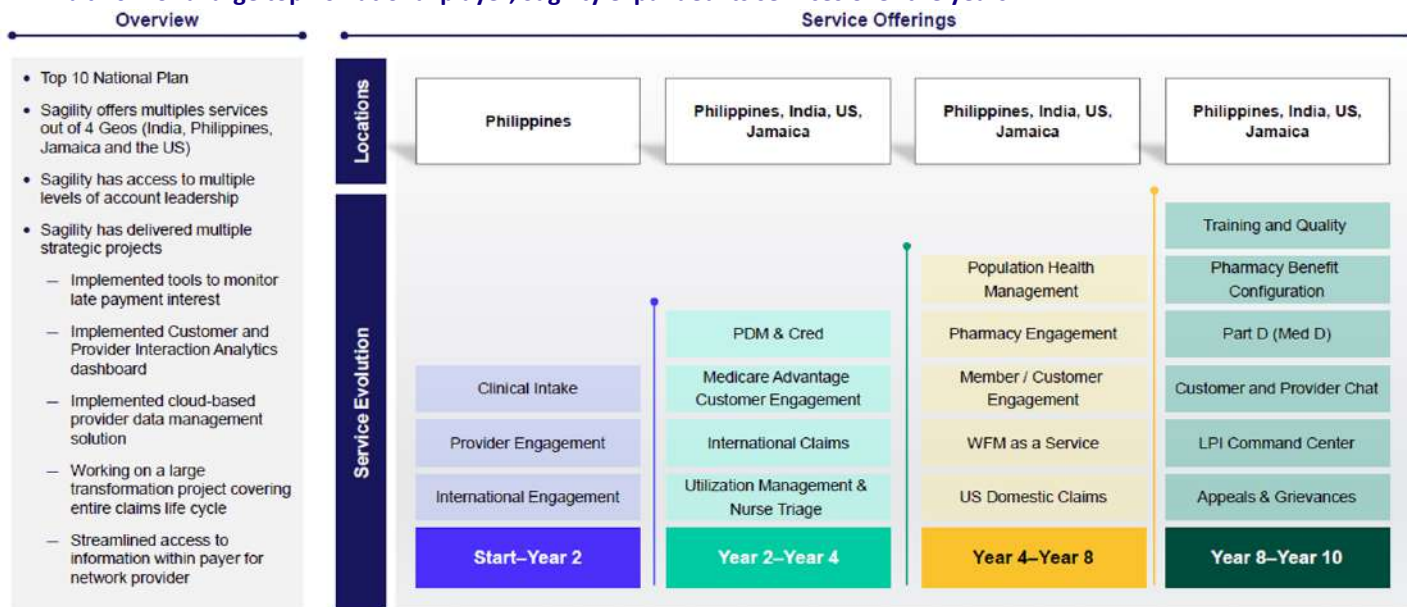 Overview
Service Offerings
• Top 10 National Plan
• Sagility offers multiples services
out of 4 Geos (India, Philippines,
Jamaica and the US)
• Sagility has access to multiple
levels of account leadership
• Sagility has delivered multiple
strategic projects
— Implemented tools to monitor
late payment interest
— Implemented Customer and
Provider Interaction Analytics
dashboard
— Implemented cloud-based
provider data management
solution
— Working on a large
transformation project covering
entire claims life cycle
— Streamlined access to
information within payer for
network provider
Locations
Philippines
Philippines, India, US,
Jamaica
Philippines, India, US,
Jamaica
Philippines, India, US,
Jamaica
Service Evolution
Clinical Intake
Provider Engagement
International Engagement
Start–Year 2
PDM & Cred
Medicare Advantage
Customer Engagement
International Claims
Utilization Management &
Nurse Triage
Year 2–Year 4
Population Health
Management
Pharmacy Engagement
Member / Customer
Engagement
WFM as a Service
US Domestic Claims
Year 4–Year 8
Training and Quality
Pharmacy Benefit
Configuration
Part D (Med D)
Customer and Provider Chat
LPI Command Center
Appeals & Grievances
Year 8–Year 10